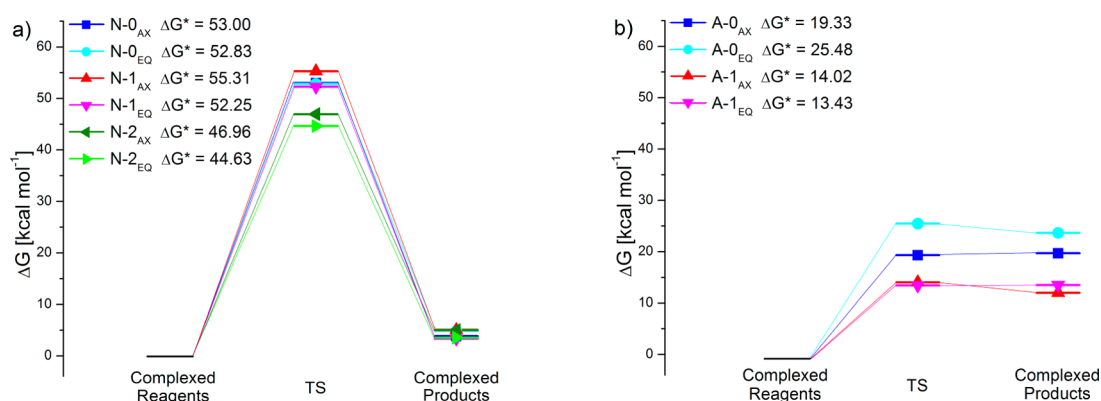 a)
N-0AX ΔG* = 53.00
N-0EQ ΔG* = 52.83
N-1AX ΔG* = 55.31
N-1EQ ΔG* = 52.25
N-2AX ΔG* = 46.96
N-2EQ ΔG* = 44.63
60
50
40
30
20
10
0
ΔG [kcal mol-1]
Complexed
Reagents
TS
Complexed
Products
b)
A-0AX ΔG* = 19.33
A-0EQ ΔG* = 25.48
A-1AX ΔG* = 14.02
A-1EQ ΔG* = 13.43
60
50
40
30
20
10
0
ΔG [kcal mol-1]
Complexed
Reagents
TS
Complexed
Products